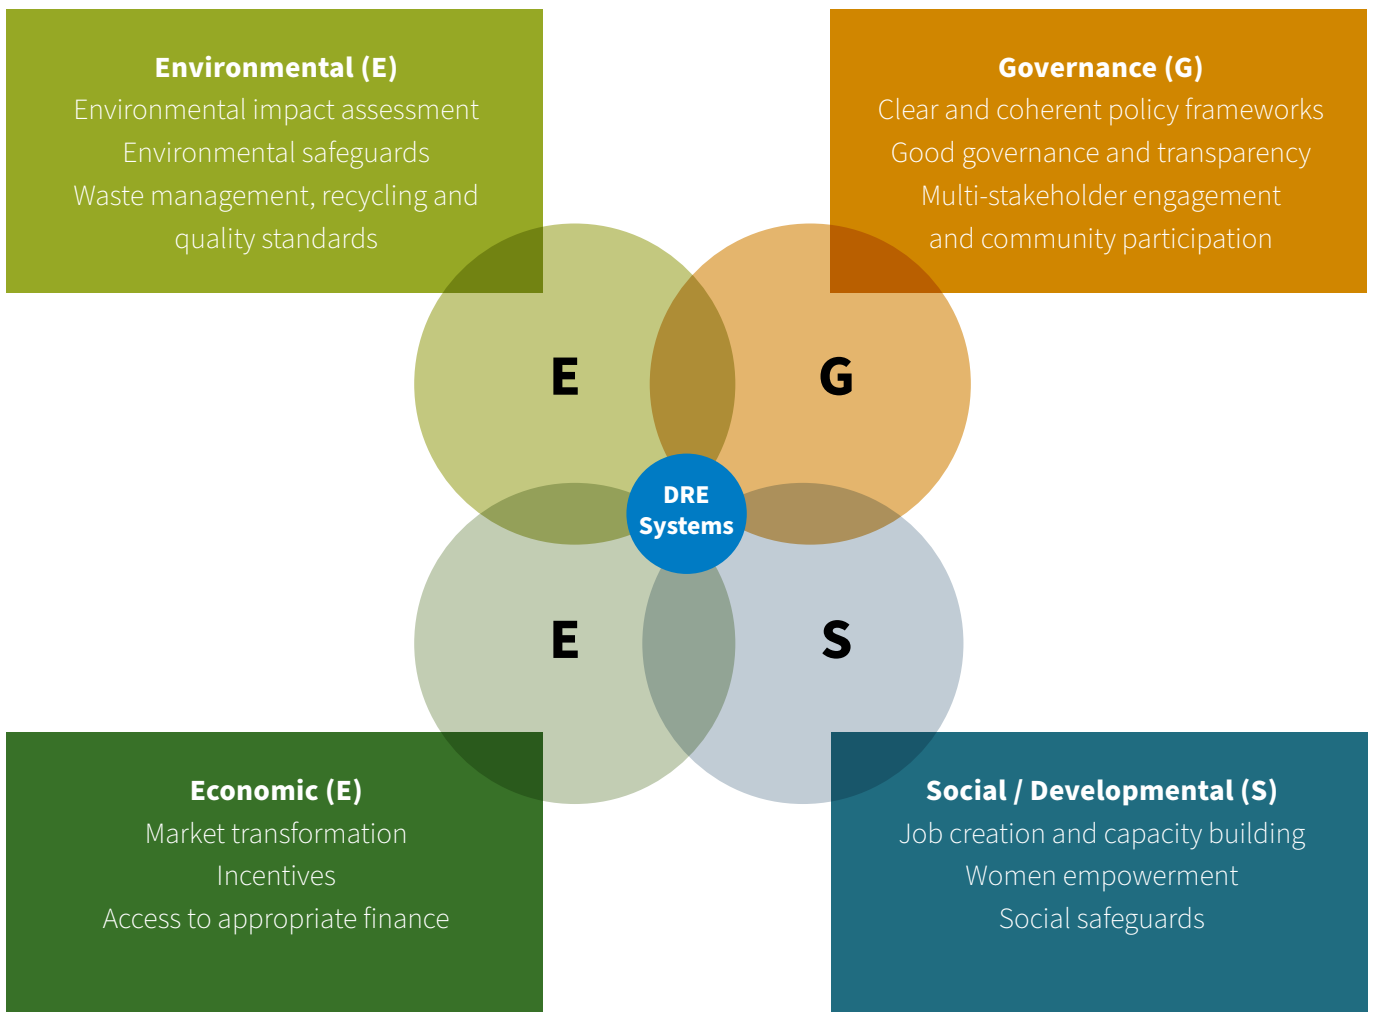 Environmental (E)
Environmental impact assessment
Environmental safeguards
Waste management, recycling and
quality standards
Governance (G)
Clear and coherent policy frameworks
Good governance and transparency
Multi-stakeholder engagement
and community participation
E
G
DRE
Systems
E
S
Economic (E)
Market transformation
Incentives
Access to appropriate finance
Social / Developmental (S)
Job creation and capacity building
Women empowerment
Social safeguards